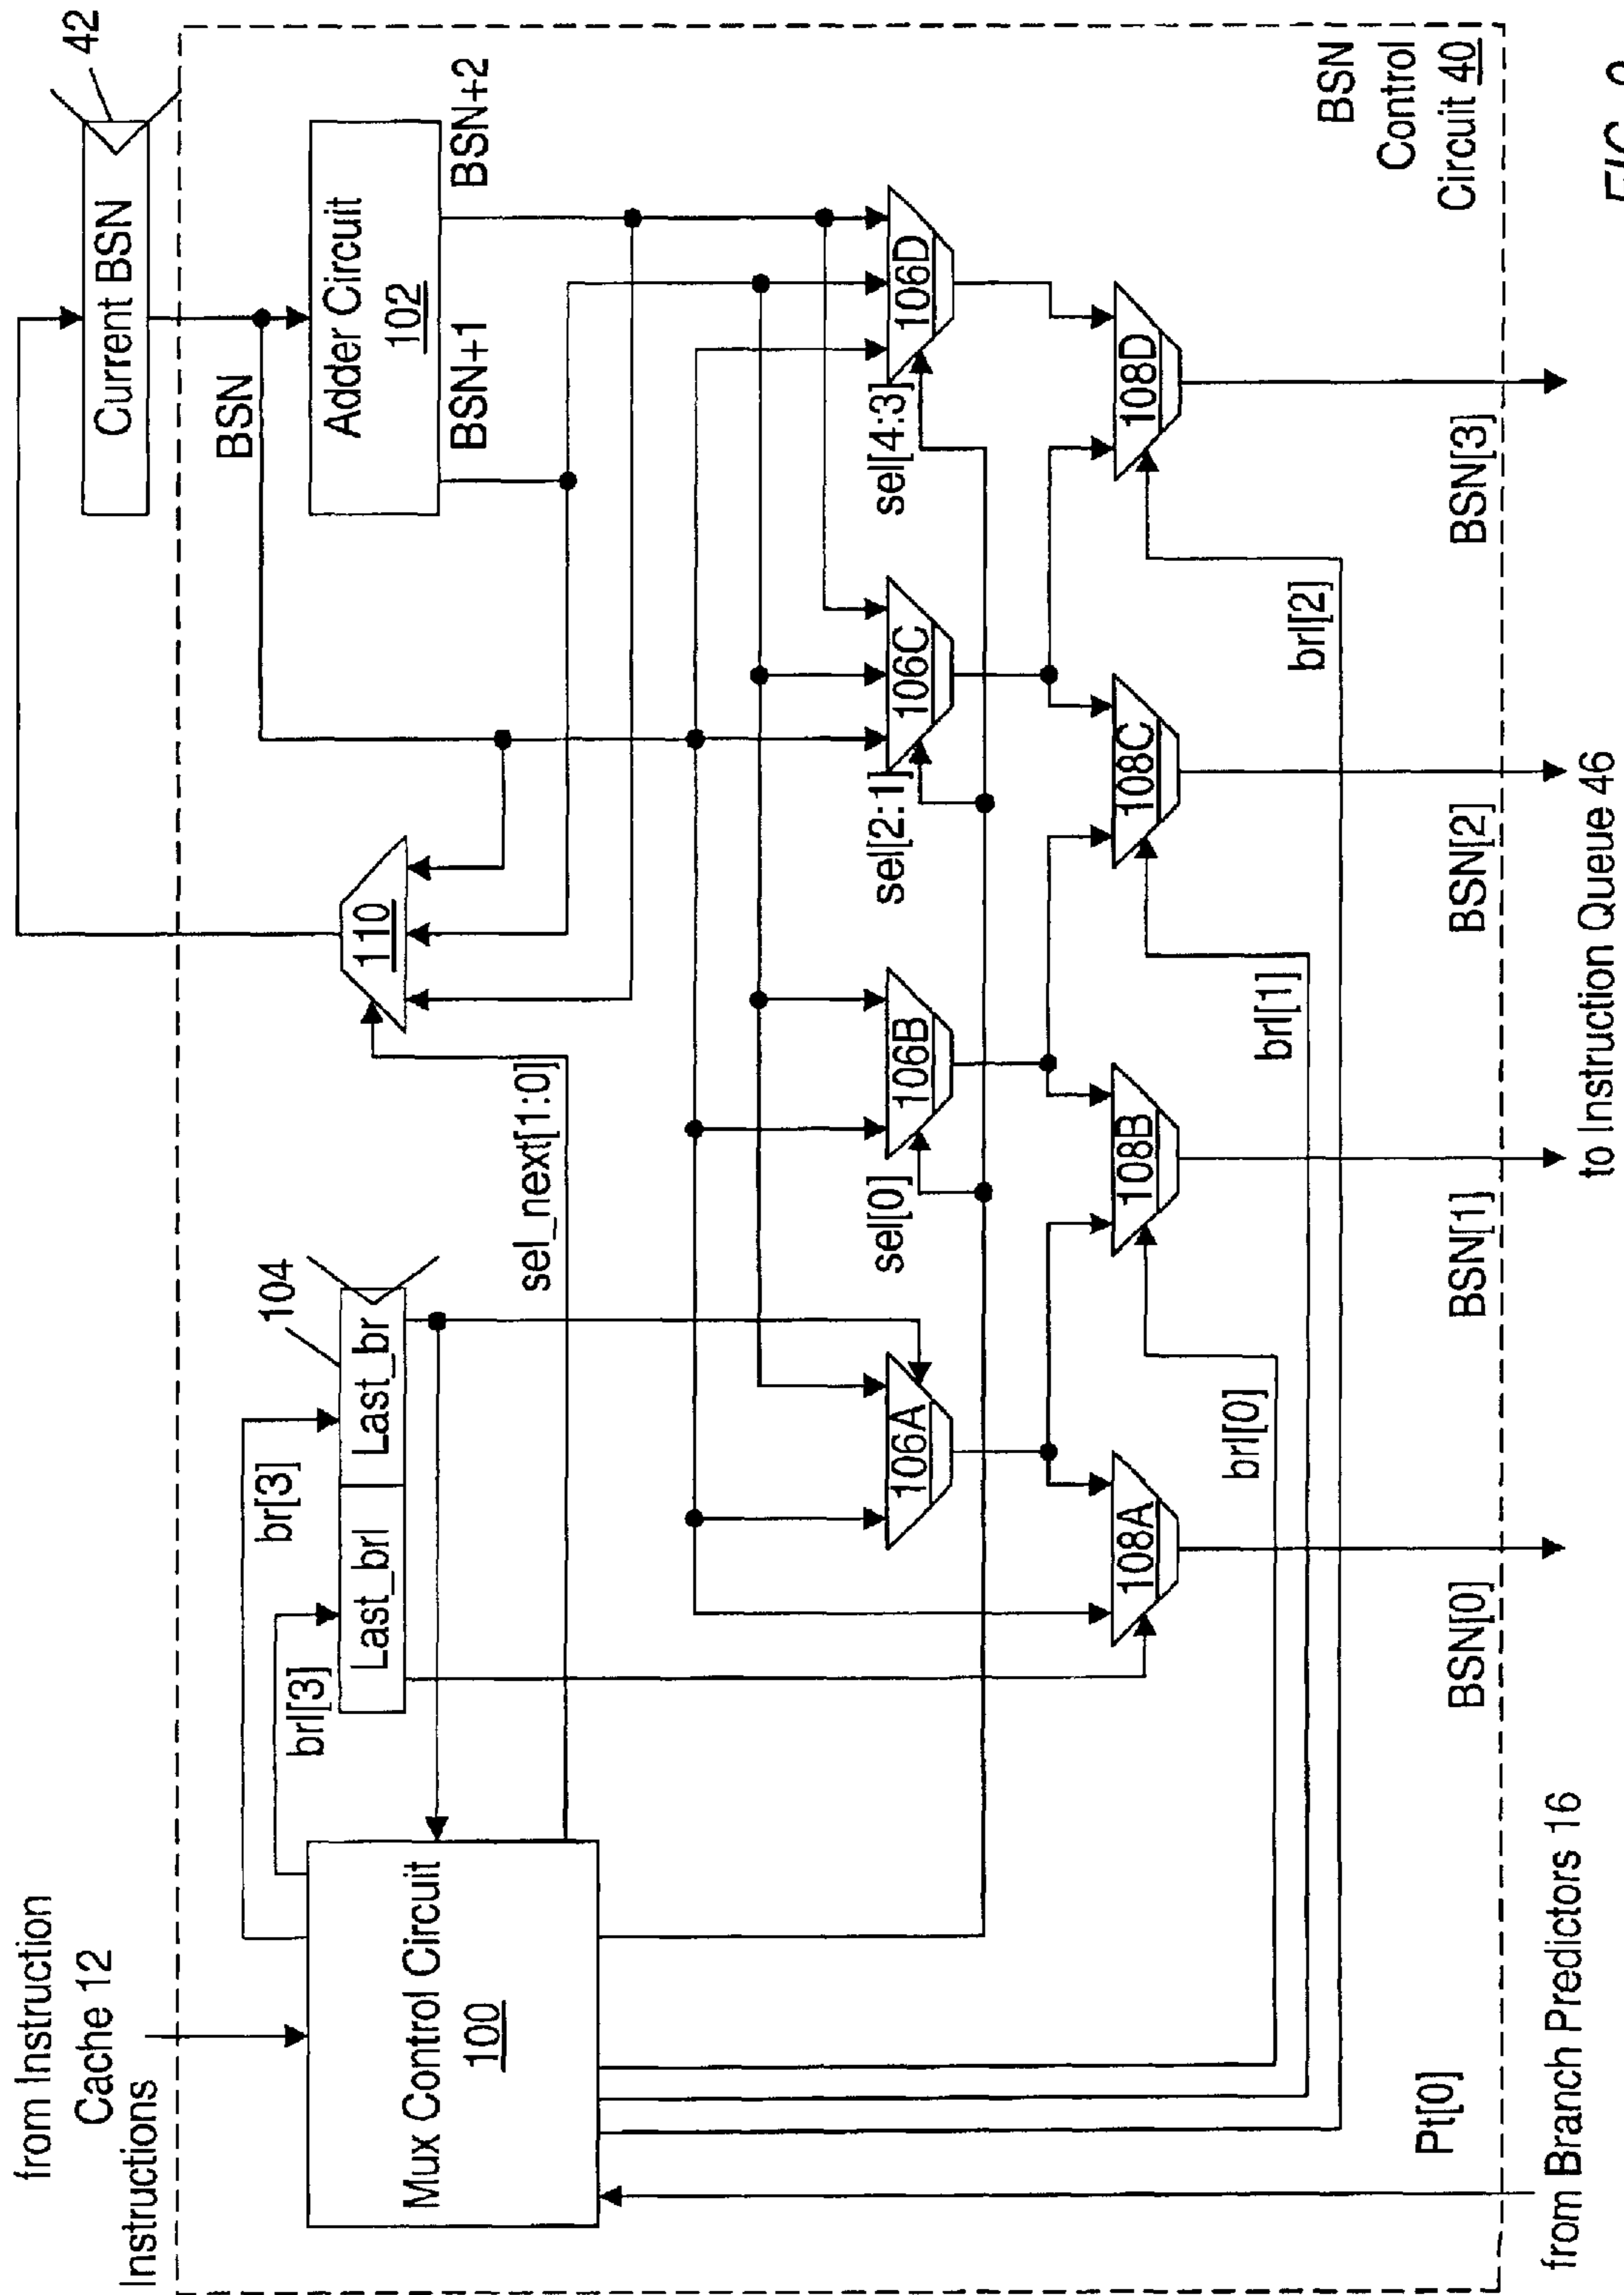 from Instruction
Cache 12
Instructions
Mux Control Circuit
100
br[3]
brl[3]
Last_brl
Last_br
104
sel_next[1:0]
110
Current BSN
42
BSN
Adder Circuit
102
BSN+1
BSN+2
106A
sel[0]
106B
sel[2:1]
106C
sel[4:3]
106D
108A
108B
108C
108D
brl[0]
brl[1]
brl[2]
BSN
Control
Circuit 40
Pt[0]
BSN[0]
BSN[1]
BSN[2]
BSN[3]
from Branch Predictors 16
to Instruction Queue 46